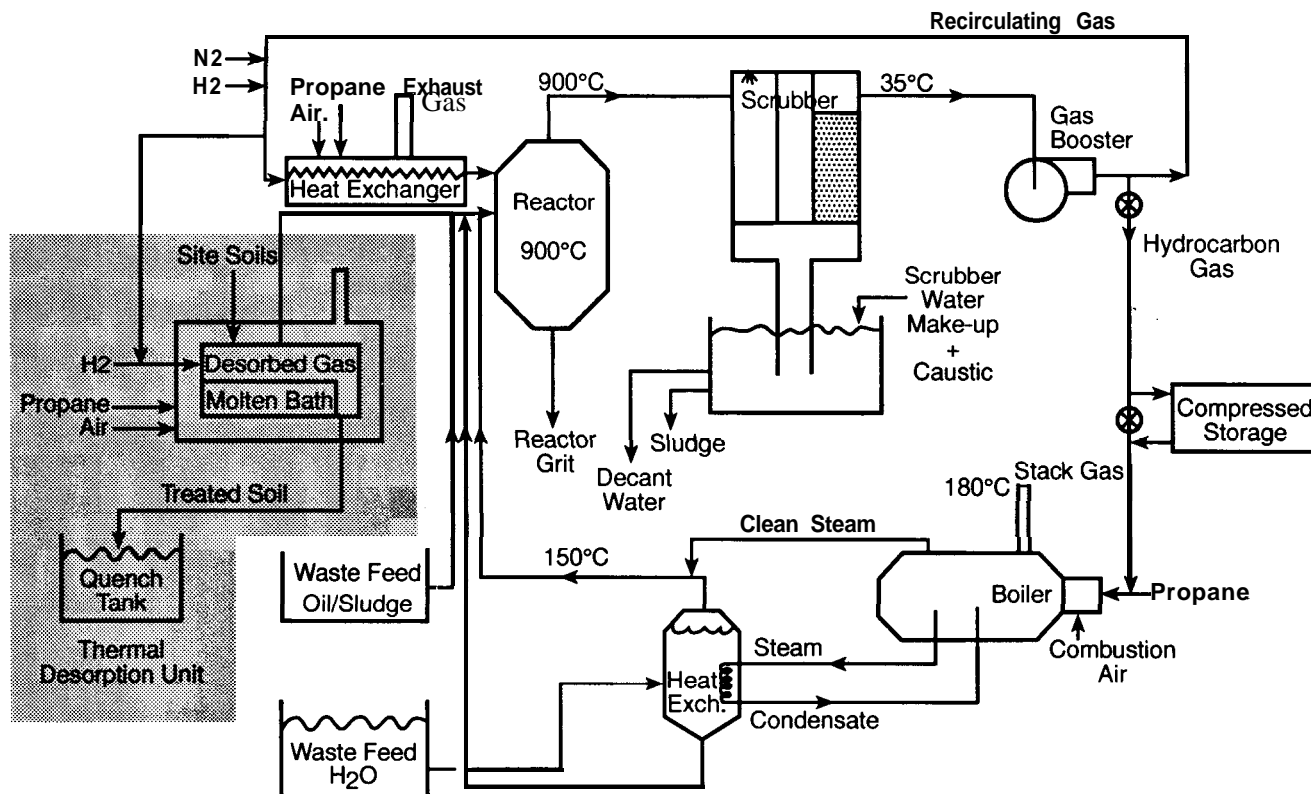 Recirculating Gas
N2
H2
Propane Exhaust
Air. Gas
900°C
Scrubber
35°C
Gas
Booster
Heat Exchanger
Reactor
900°C
Hydrocarbon
Gas
Site Soils
Scrubber
Water
Make-up
+
Caustic
H2
Desorbed Gas
Molten Bath
Propane
Air
Reactor
Grit
Sludge
Decant
Water
Compressed
Storage
Treated Soil
180°C
Stack Gas
Clean Steam
150°C
Quench
Tank
Waste Feed
Oil/Sludge
Boiler
Propane
Thermal
Desorption Unit
Combustion
Air
Steam
Heat
Exch.
Condensate
Waste Feed
H2O